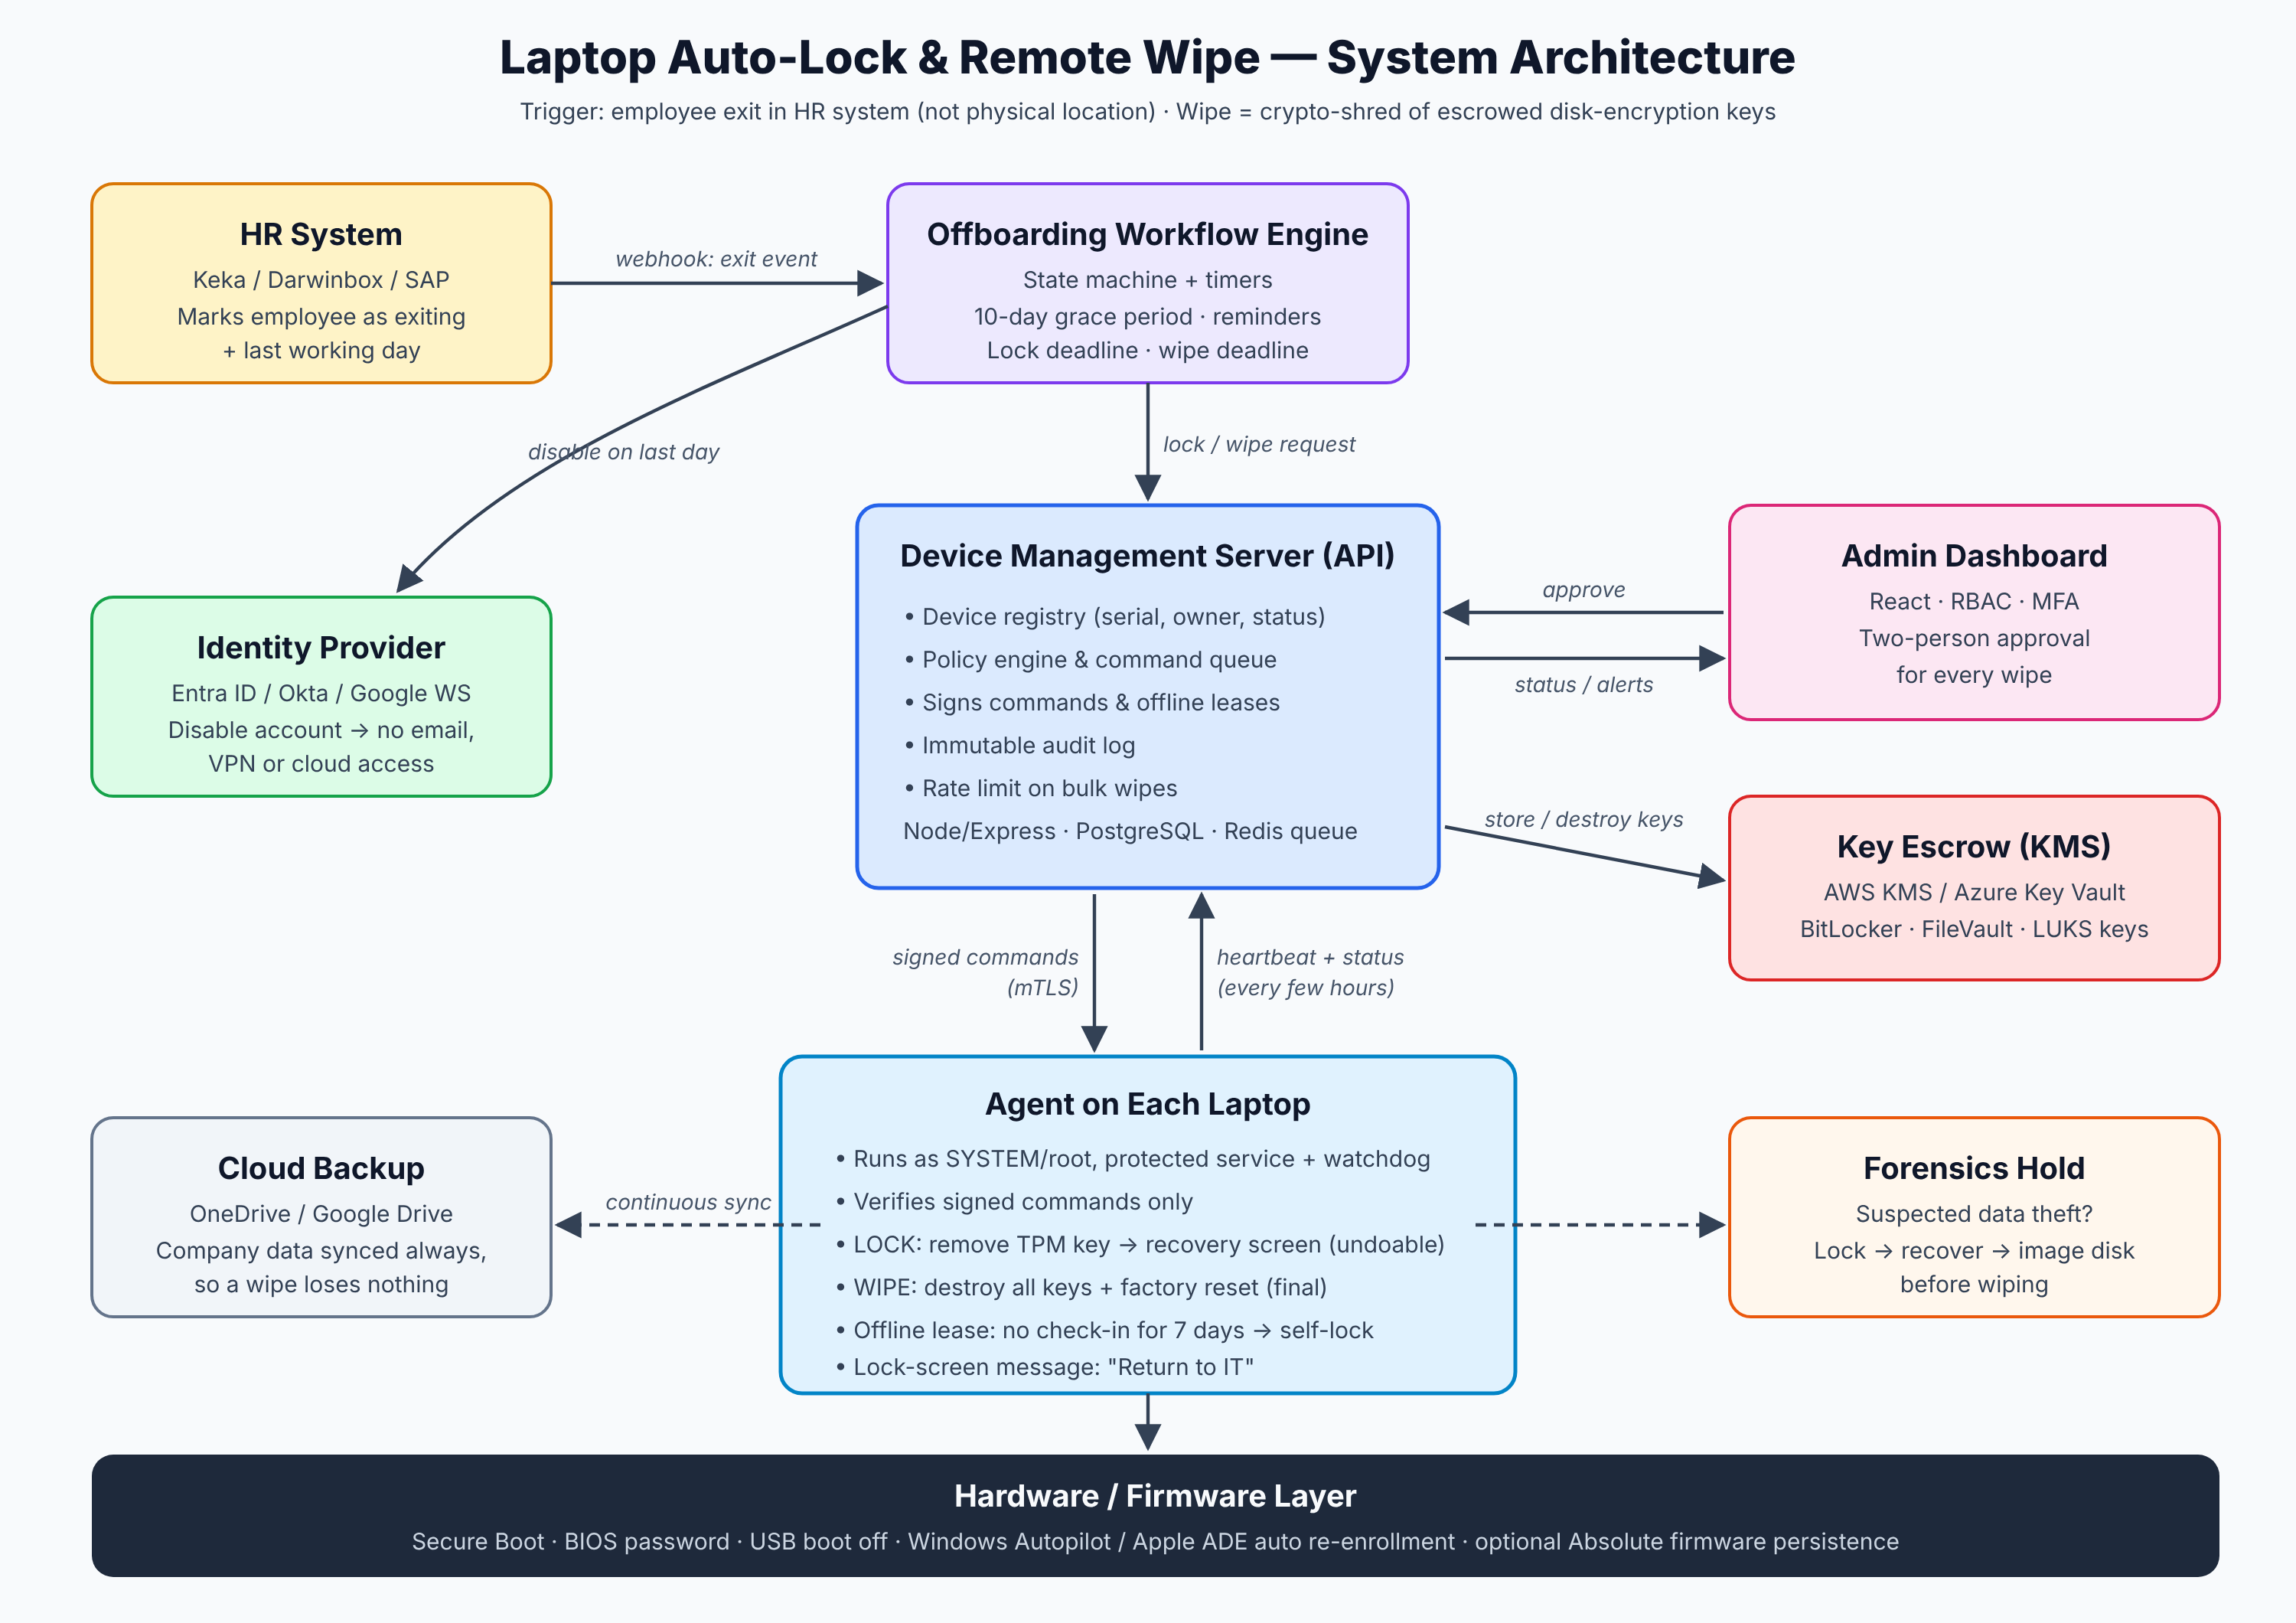 Laptop Auto-Lock & Remote Wipe — System Architecture
Trigger: employee exit in HR system (not physical location) · Wipe = crypto-shred of escrowed disk-encryption keys
HR System
Keka / Darwinbox / SAP
Marks employee as exiting
+ last working day
webhook: exit event
Offboarding Workflow Engine
State machine + timers
10-day grace period · reminders
Lock deadline · wipe deadline
disable on last day
lock / wipe request
Identity Provider
Entra ID / Okta / Google WS
Disable account → no email,
VPN or cloud access
Device Management Server (API)
• Device registry (serial, owner, status)
• Policy engine & command queue
• Signs commands & offline leases
• Immutable audit log
• Rate limit on bulk wipes
Node/Express · PostgreSQL · Redis queue
approve
status / alerts
Admin Dashboard
React · RBAC · MFA
Two-person approval
for every wipe
store / destroy keys
Key Escrow (KMS)
AWS KMS / Azure Key Vault
BitLocker · FileVault · LUKS keys
signed commands
(mTLS)
heartbeat + status
(every few hours)
Cloud Backup
OneDrive / Google Drive
Company data synced always,
so a wipe loses nothing
continuous sync
Agent on Each Laptop
• Runs as SYSTEM/root, protected service + watchdog
• Verifies signed commands only
• LOCK: remove TPM key → recovery screen (undoable)
• WIPE: destroy all keys + factory reset (final)
• Offline lease: no check-in for 7 days → self-lock
• Lock-screen message: "Return to IT"
Forensics Hold
Suspected data theft?
Lock → recover → image disk
before wiping
Hardware / Firmware Layer
Secure Boot · BIOS password · USB boot off · Windows Autopilot / Apple ADE auto re-enrollment · optional Absolute firmware persistence